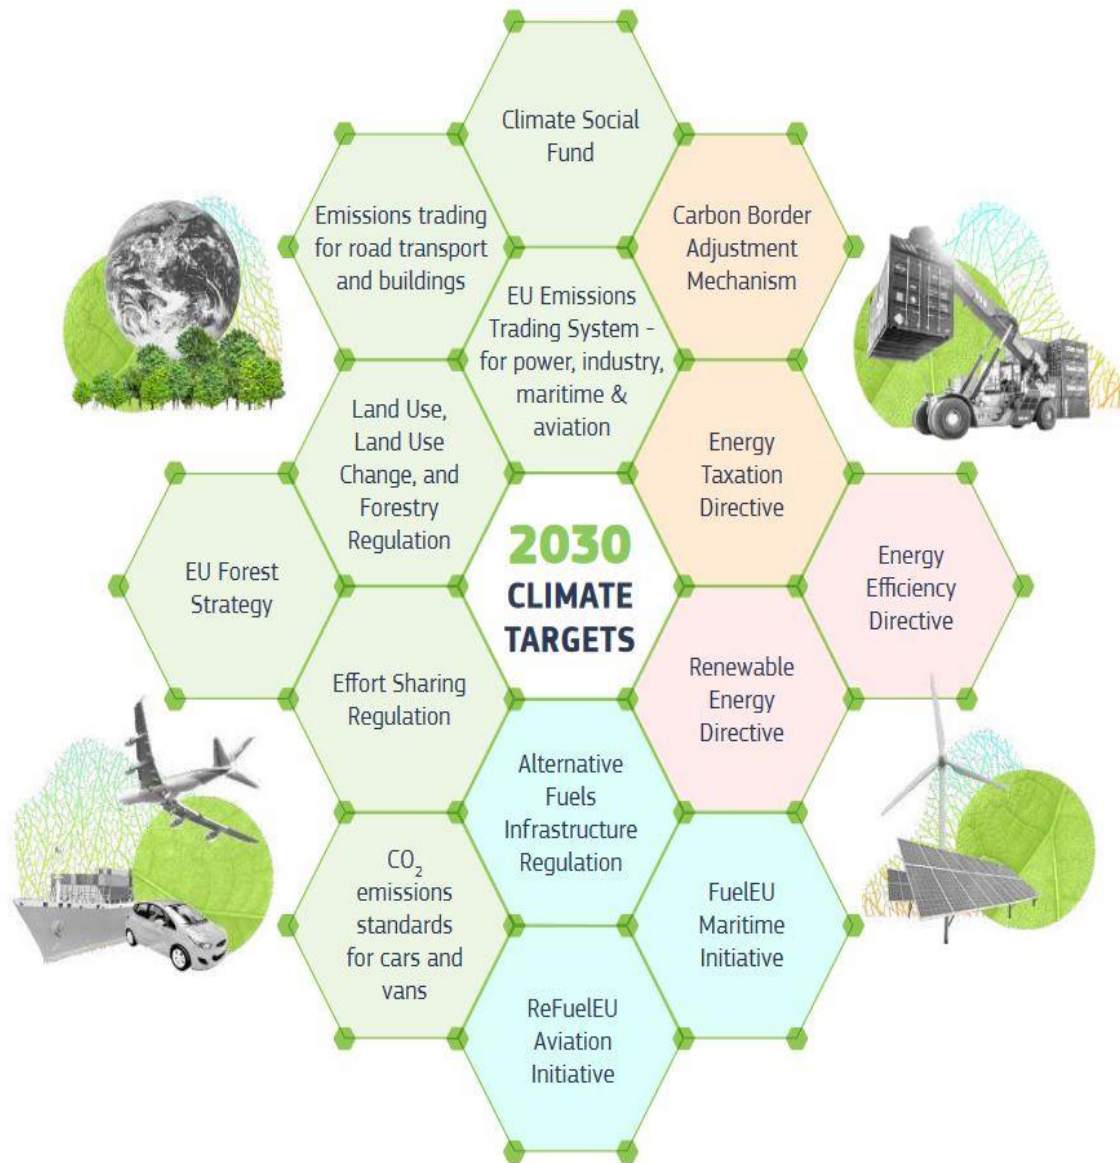 Climate Social
Fund
Emissions trading
for road transport
and buildings
Carbon Border
Adjustment
Mechanism
EU Emissions
Trading System -
for power, industry,
maritime &
aviation
Land Use,
Land Use
Change, and
Forestry
Regulation
Energy
Taxation
Directive
2030
CLIMATE
TARGETS
EU Forest
Strategy
Energy
Efficiency
Directive
Effort Sharing
Regulation
Renewable
Energy
Directive
Alternative
Fuels
Infrastructure
Regulation
CO₂
emissions
standards
for cars and
vans
FuelEU
Maritime
Initiative
ReFuelEU
Aviation
Initiative